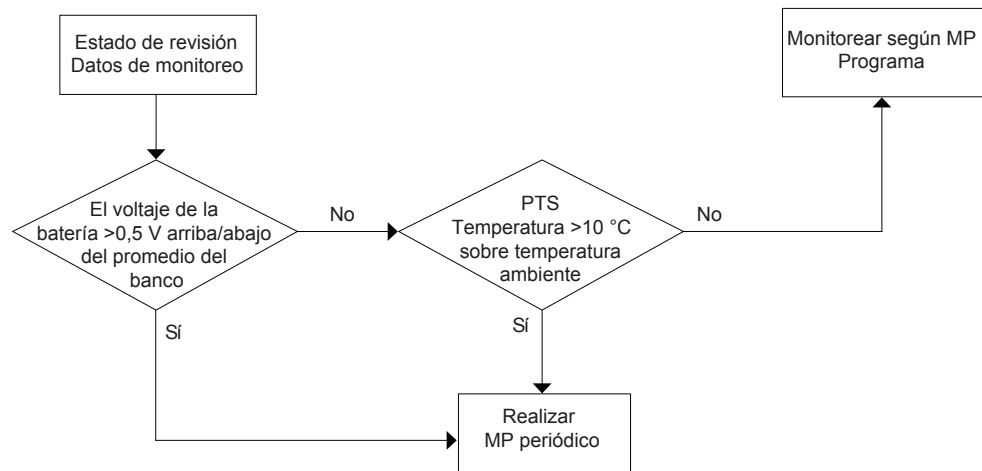 Estado de revisión
Datos de monitoreo
Monitorear según MP
Programa
El voltaje de la
batería >0,5 V arriba/abajo
del promedio del
banco
No
PTS
Temperatura >10 °C
sobre temperatura
ambiente
No
Sí
Sí
Realizar
MP periódico